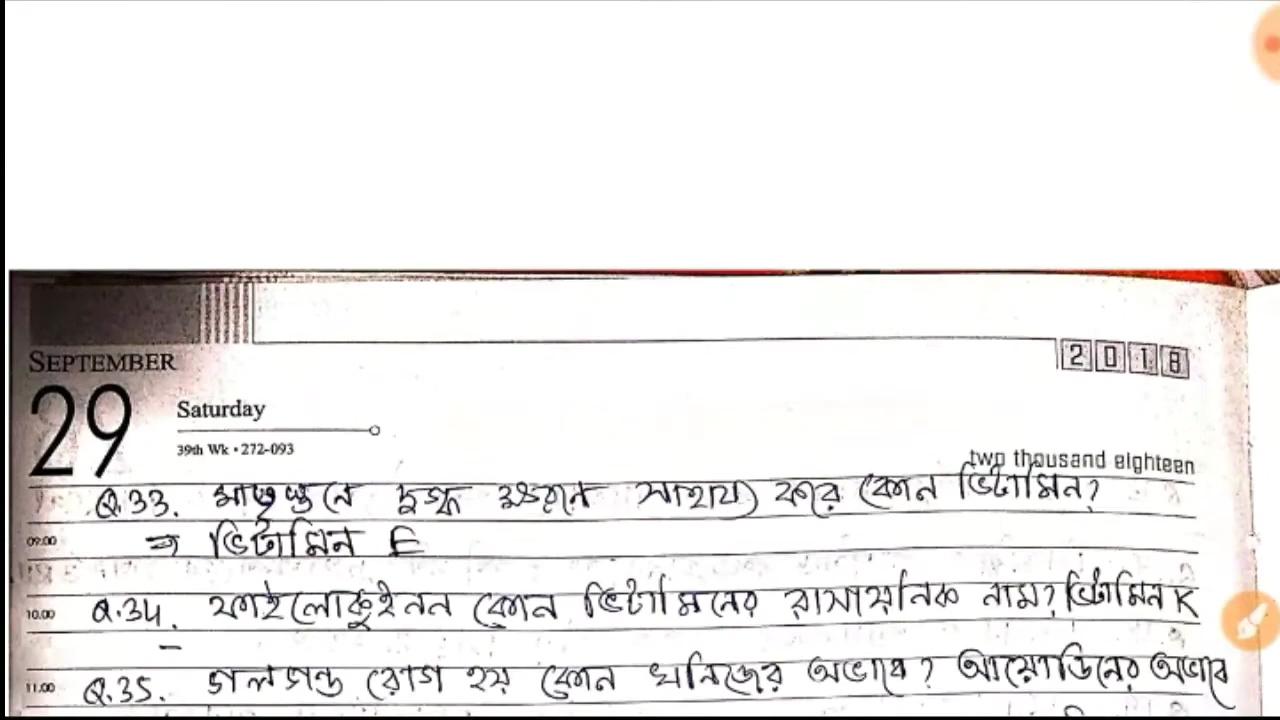 2018
SEPTEMBER
29
Saturday
39th Wk • 272-093
two thousand eighteen
Q.33. মাতৃস্তনে দুগ্ধ ক্ষরনে সাহায্য করে কোন ভিটামিন?
09.00 ⇒ ভিটামিন E
10.00 Q.34. ফাইলোকুইনন কোন ভিটামিনের রাসায়নিক নাম? ভিটামিন K
11.00 Q.35. গলগন্ড রোগ হয় কোন খনিজের অভাবে? আয়োডিনের অভাবে